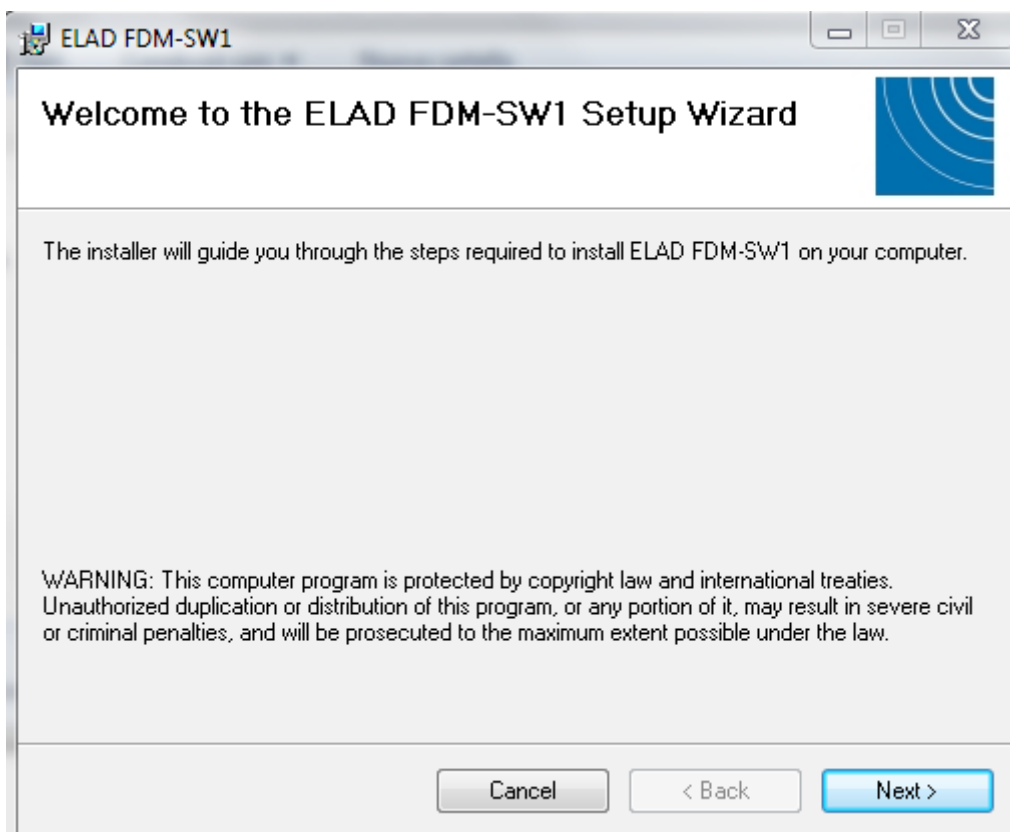 ELAD FDM-SW1
Welcome to the ELAD FDM-SW1 Setup Wizard
The installer will guide you through the steps required to install ELAD FDM-SW1 on your computer.
WARNING: This computer program is protected by copyright law and international treaties.
Unauthorized duplication or distribution of this program, or any portion of it, may result in severe civil
or criminal penalties, and will be prosecuted to the maximum extent possible under the law.
Cancel
< Back
Next >